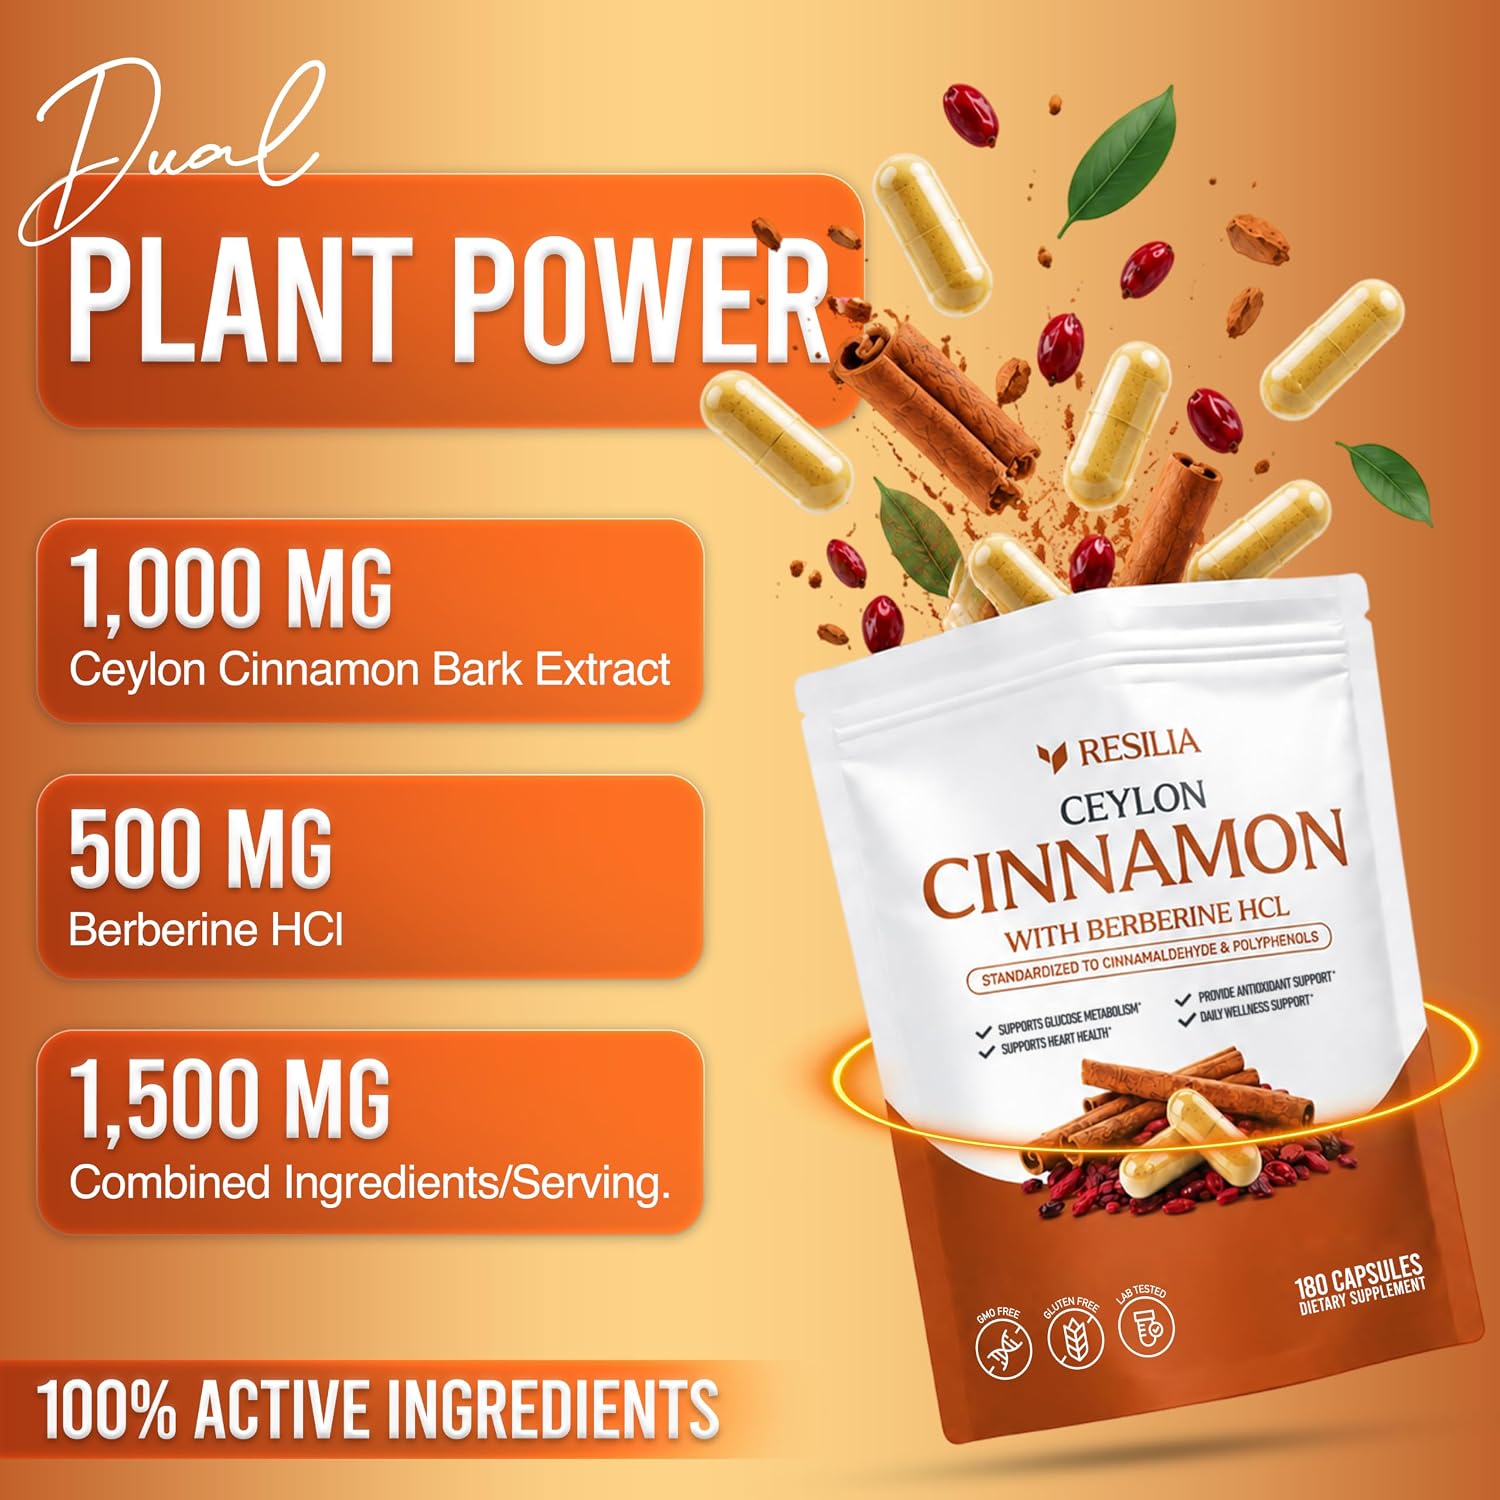 Dual
PLANT POWER
1,000 MG
Ceylon Cinnamon Bark Extract
500 MG
Berberine HCl
1,500 MG
Combined Ingredients/Serving.
100% ACTIVE INGREDIENTS
RESILIA
CEYLON
CINNAMON
WITH BERBERINE HCL
STANDARDIZED TO CINNAMALDEHYDE & POLYPHENOLS
SUPPORTS GLUCOSE METABOLISM*
SUPPORTS HEART HEALTH*
PROVIDE ANTIOXIDANT SUPPORT*
DAILY WELLNESS SUPPORT*
GMO FREE
GLUTEN FREE
LAB TESTED
180 CAPSULES
DIETARY SUPPLEMENT